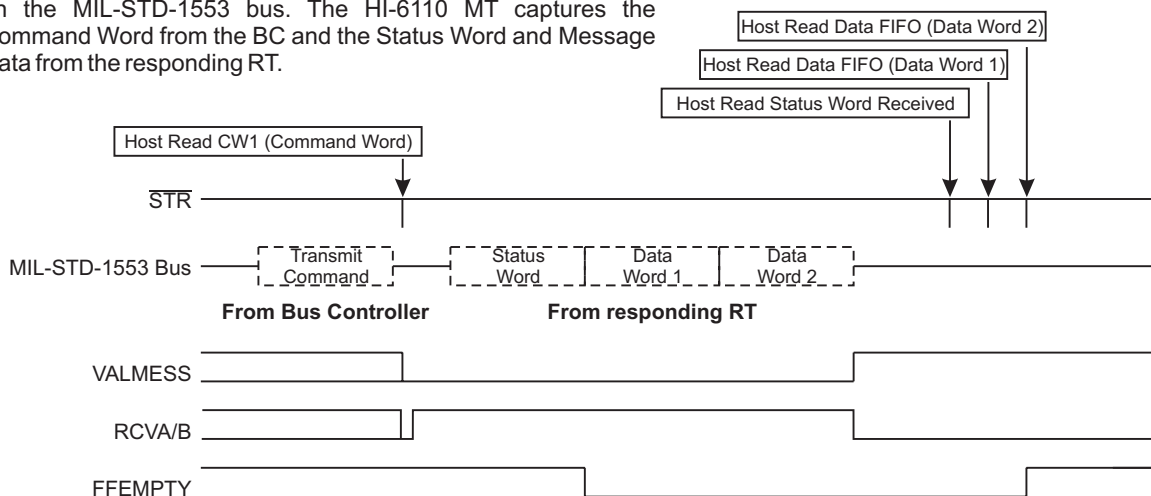 the MIL-STD-1553 bus. The HI-6110 MT captures the
Word from the BC and the Status Word and Message
from the responding RT.
Host Read Data FIFO (Data Word 2)
Host Read Data FIFO (Data Word 1)
Host Read Status Word Received
Host Read CW1 (Command Word)
STR
MIL-STD-1553 Bus
Transmit
Command
Status
Word
Data
Word 1
Data
Word 2
From Bus Controller
From responding RT
VALMESS
RCVA/B
FFEMPTY